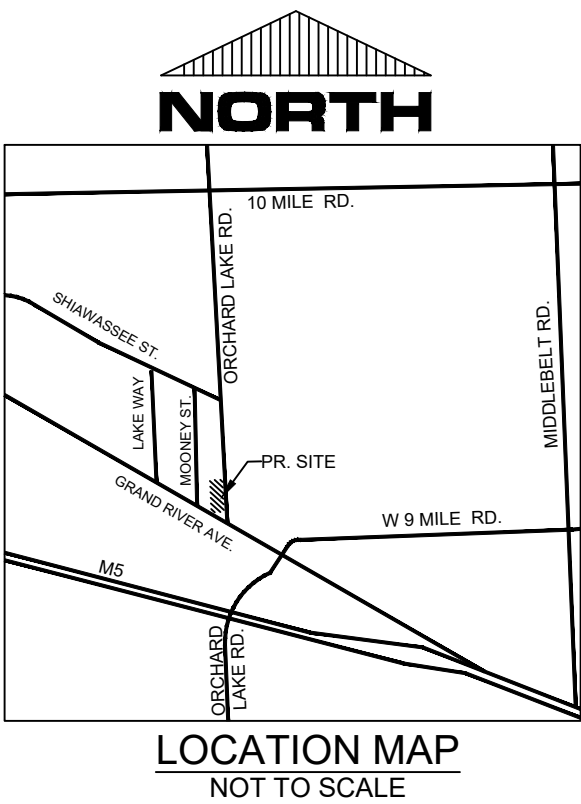 NORTH
10 MILE RD.
ORCHARD LAKE RD.
SHIAWASSEE ST.
MIDDLEBELT RD.
LAKE WAY
MOONEY ST.
PR. SITE
GRAND RIVER AVE.
W 9 MILE RD.
M5
ORCHARD
LAKE RD.
LOCATION MAP
NOT TO SCALE